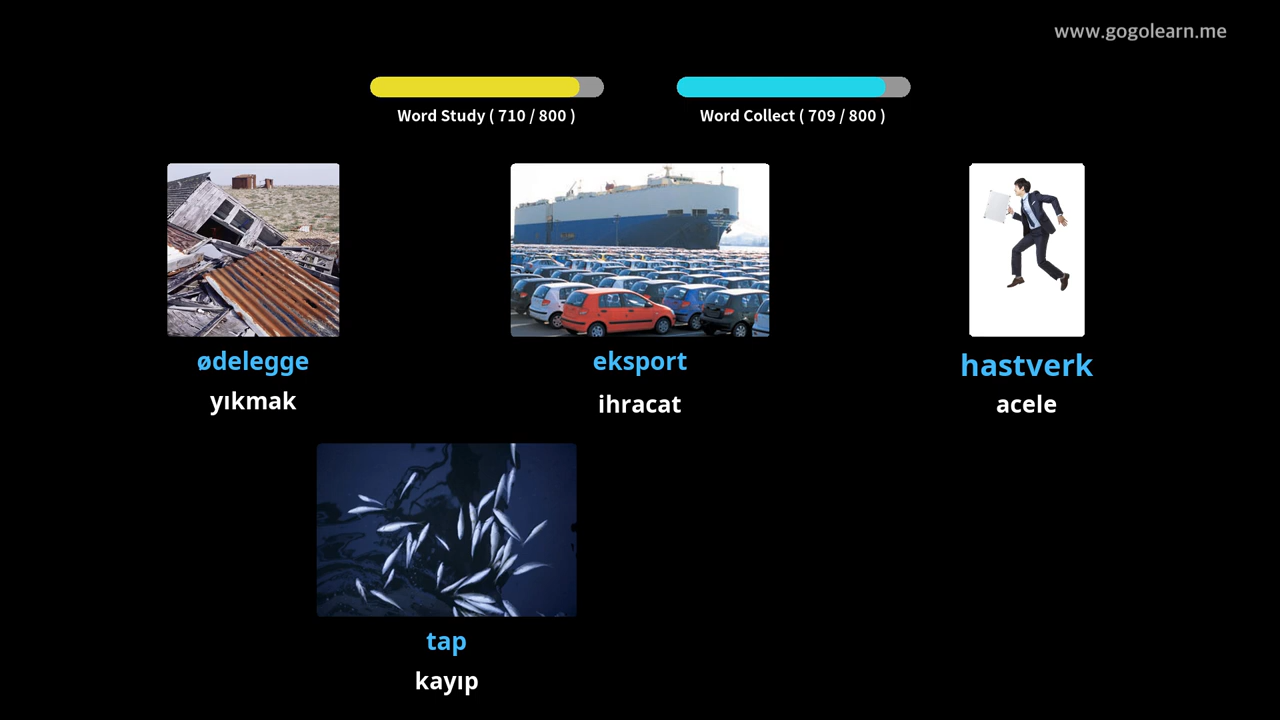 www.gogolearn.me
Word Study ( 710 / 800 )
Word Collect ( 709 / 800 )
ødelegge
yıkmak
eksport
ihracat
hastverk
acele
tap
kayıp